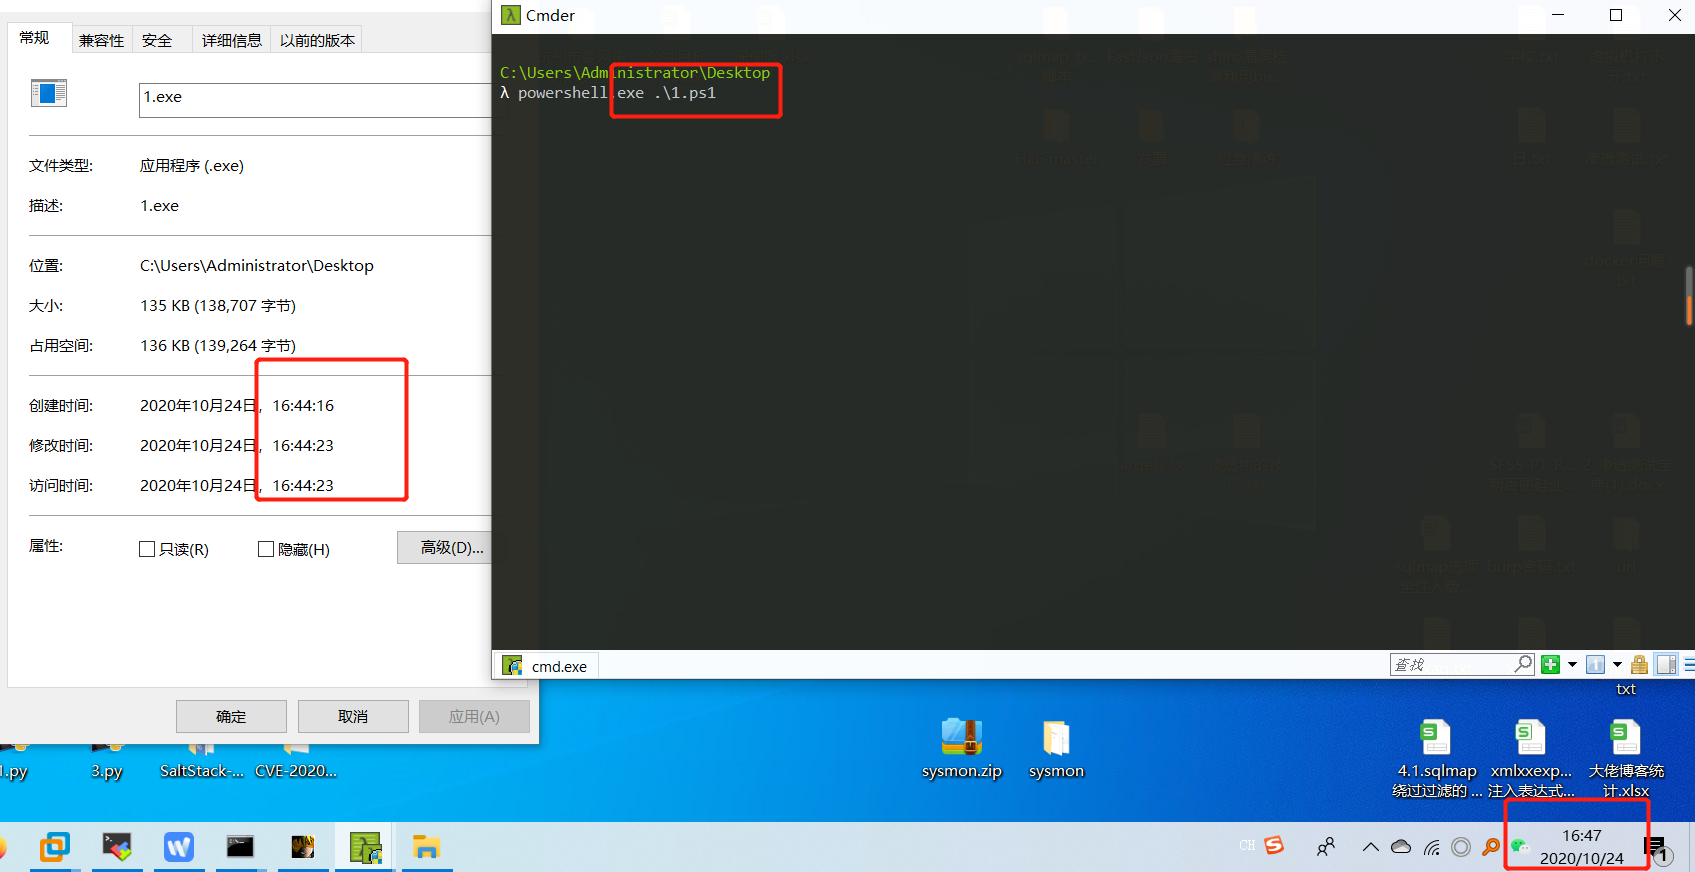 常规
兼容性
安全
详细信息
以前的版本
1.exe
文件类型:
应用程序 (.exe)
描述:
1.exe
位置:
C:\Users\Administrator\Desktop
大小:
135 KB (138,707 字节)
占用空间:
136 KB (139,264 字节)
创建时间:
2020年10月24日, 16:44:16
修改时间:
2020年10月24日, 16:44:23
访问时间:
2020年10月24日, 16:44:23
属性:
只读(R)
隐藏(H)
高级(D)...
确定
取消
应用(A)
Cmder
C:\Users\Administrator\Desktop
λ powershell.exe .\1.ps1
cmd.exe
查找
txt
1.py
3.py
SaltStack-...
CVE-2020...
sysmon.zip
sysmon
4.1.sqlmap
绕过过滤的 ...
xmlxxexp...
注入表达式...
大佬博客统
计.xlsx
CH
16:47
2020/10/24
1